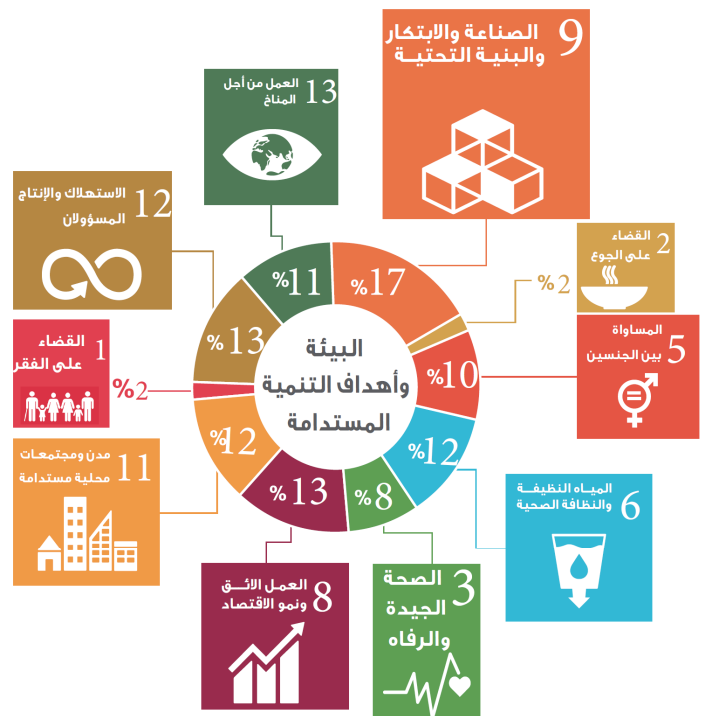 9 الصناعة والابتكار
والبنية التحتية
13 العمل من أجل
المناخ
12 الاستهلاك والإنتاج
المسؤولان
2 القضاء
على الجوع
%2
%17
%11
%13
1 القضاء
على الفقر
%2
البيئة
وأهداف التنمية
المستدامة
5 المساواة
بين الجنسين
%10
%12
%12
%13
%8
11 مدن ومجتمعات
محلية مستدامة
6 المياه النظيفة
والنظافة الصحية
8 العمل الائق
ونمو الاقتصاد
3 الصحة
الجيدة
والرفاه